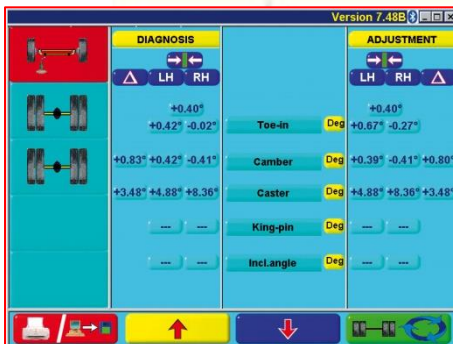 Version 7.48B
DIAGNOSIS ADJUSTMENT
Δ LH RH LH RH Δ
+0.40° +0.40°
+0.42° -0.02° Toe-in Deg +0.67° -0.27°
+0.83° +0.42° -0.41° Camber Deg +0.39° -0.41° +0.80°
+3.48° +4.88° +8.36° Caster Deg +4.88° +8.36° +3.48°
--- --- King-pin Deg --- ---
--- --- Incl.angle Deg --- ---